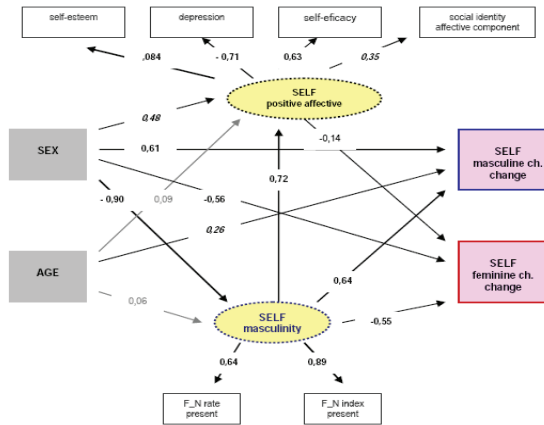 self-esteem
depression
self-eficacy
social identity
affective component
,084
- 0,71
0,63
0,35
SELF
positive affective
0,48
-0,14
SEX
0,61
SELF
masculine ch.
change
0,72
- 0,90
0,09
-0,56
0,26
AGE
0,64
SELF
feminine ch.
change
0,06
SELF
masculinity
-0,55
0,64
0,89
F_N rate
present
F_N index
present